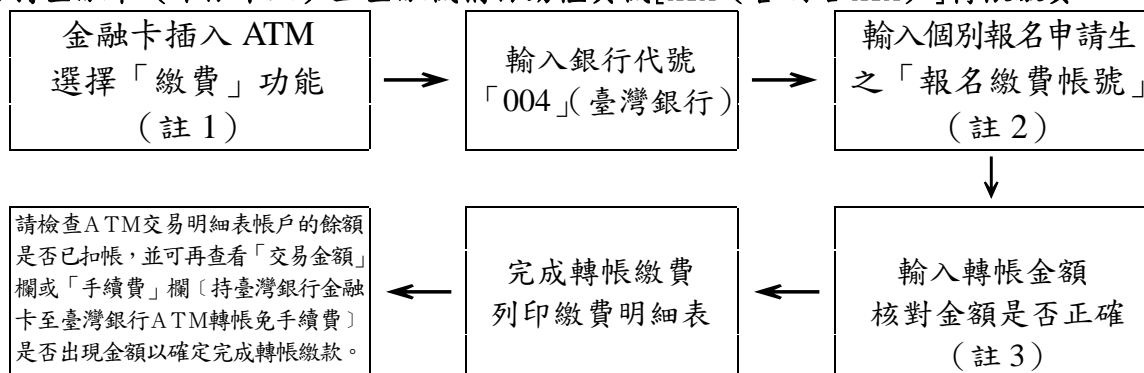 金融卡插入 ATM
選擇「繳費」功能
（註 1）
輸入銀行代號
「004」（臺灣銀行）
輸入個別報名申請生
之「報名繳費帳號」
（註 2）
輸入轉帳金額
核對金額是否正確
（註 3）
完成轉帳繳費
列印繳費明細表
請檢查ATM交易明細表帳戶的餘額
是否已扣帳，並可再查看「交易金額」
欄或「手續費」欄〔持臺灣銀行金融
卡至臺灣銀行ATM轉帳免手續費〕
是否出現金額以確定完成轉帳繳款。